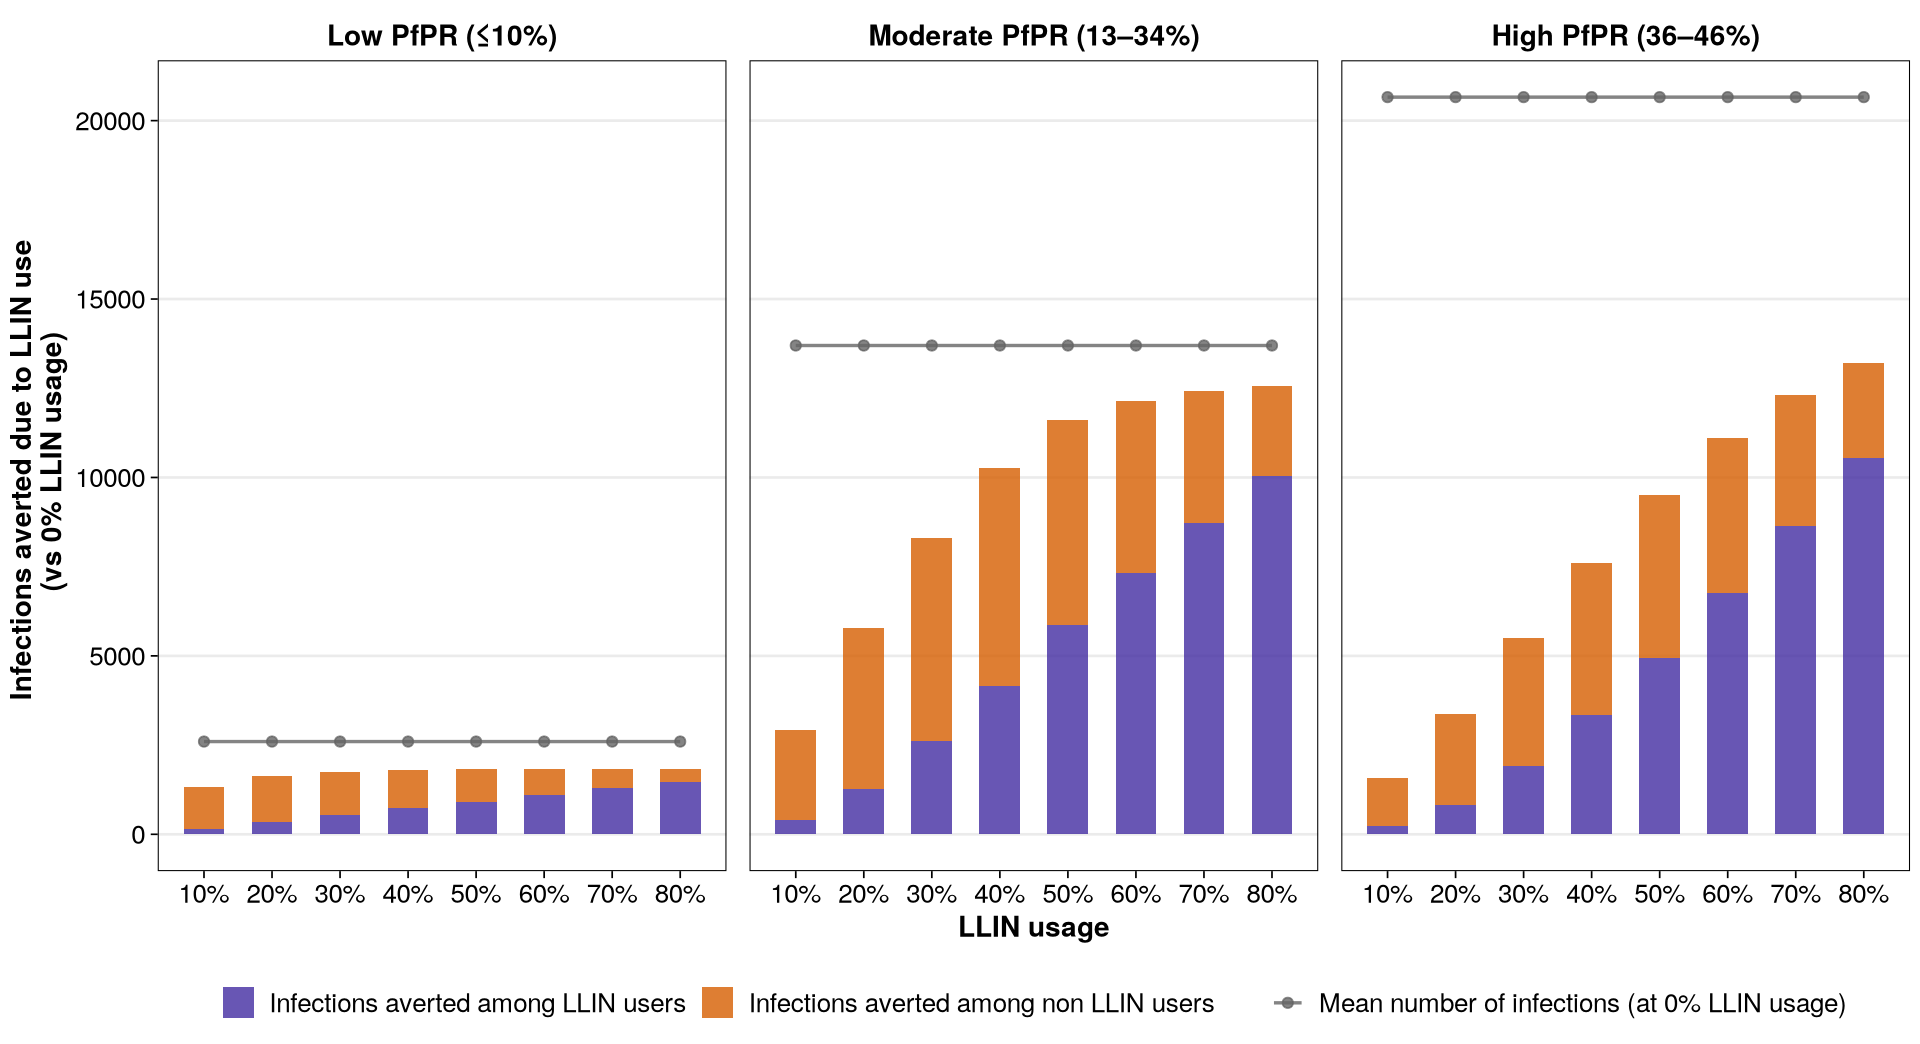 Low PfPR (≤10%)
Moderate PfPR (13–34%)
High PfPR (36–46%)
Infections averted due to LLIN use
(vs 0% LLIN usage)
20000
15000
10000
5000
0
10% 20% 30% 40% 50% 60% 70% 80%
10% 20% 30% 40% 50% 60% 70% 80%
10% 20% 30% 40% 50% 60% 70% 80%
LLIN usage
Infections averted among LLIN users
Infections averted among non LLIN users
Mean number of infections (at 0% LLIN usage)